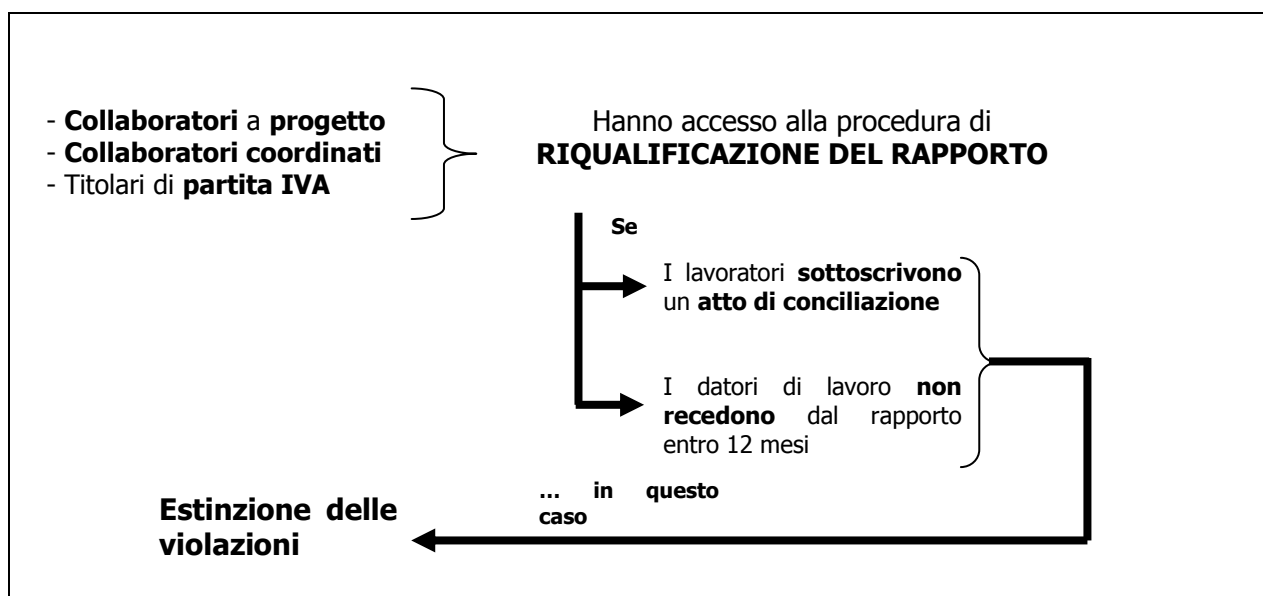 - Collaboratori a progetto
- Collaboratori coordinati
- Titolari di partita IVA
Hanno accesso alla procedura di
RIQUALIFICAZIONE DEL RAPPORTO
Se
I lavoratori sottoscrivono
un atto di conciliazione
I datori di lavoro non
recedono dal rapporto
entro 12 mesi
... in questo
caso
Estinzione delle
violazioni